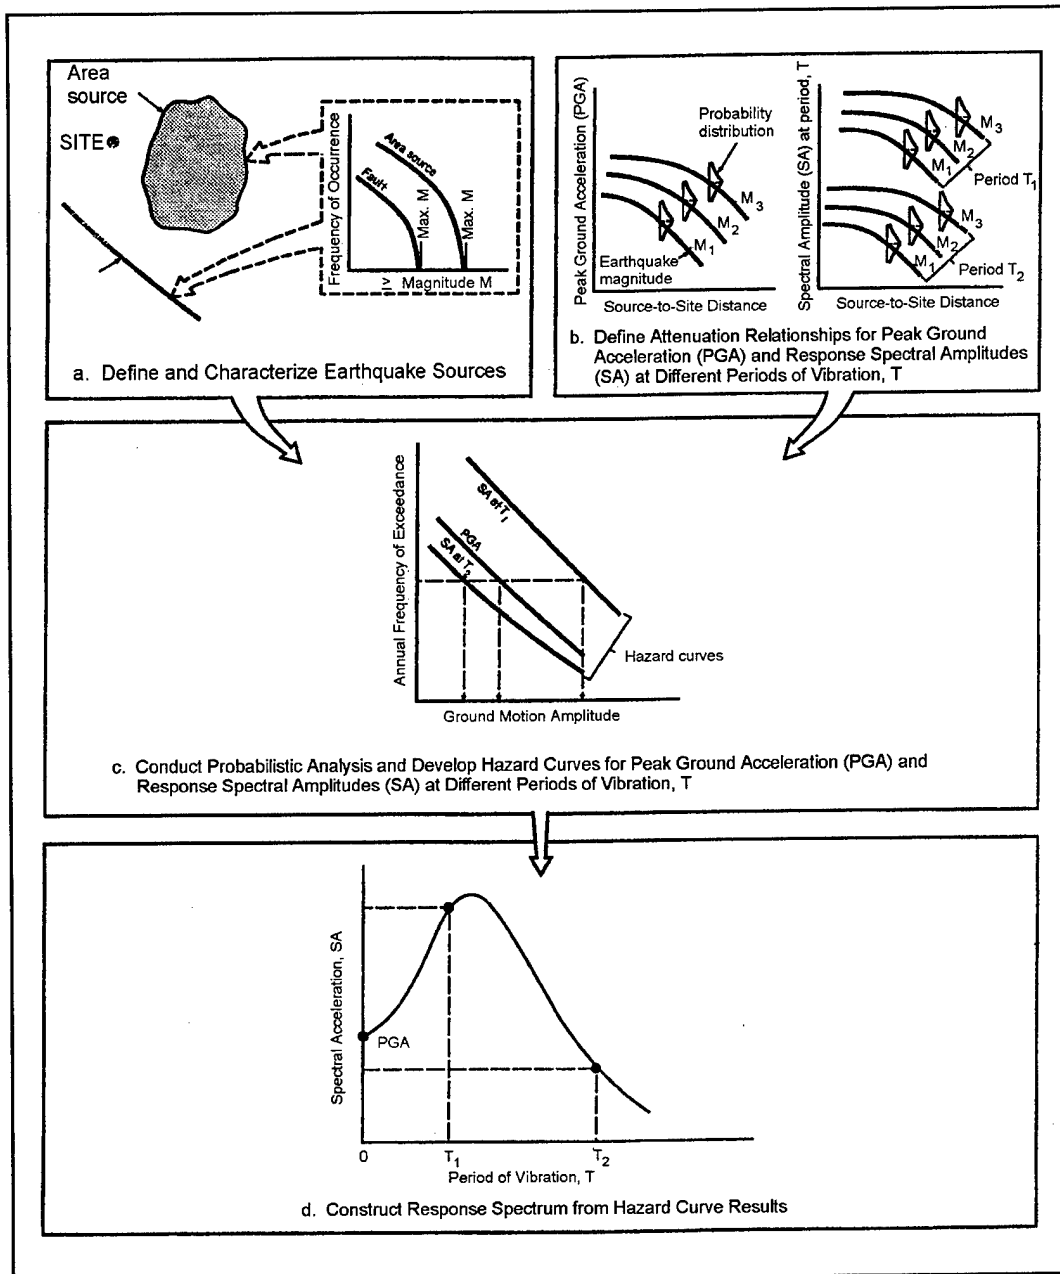 Area
source
SITE
Frequency of Occurrence
Area source
Fault
Max. M
Max. M
≥ Magnitude M
a. Define and Characterize Earthquake Sources
Peak Ground Acceleration (PGA)
Probability
distribution
M3
M2
M1
Earthquake
magnitude
Source-to-Site Distance
Spectral Amplitude (SA) at period, T
M3
M2
M1
Period T1
M3
M2
M1
Period T2
Source-to-Site Distance
b. Define Attenuation Relationships for Peak Ground
Acceleration (PGA) and Response Spectral Amplitudes
(SA) at Different Periods of Vibration, T
Annual Frequency of Exceedance
SA at T1
PGA
SA at T2
Hazard curves
Ground Motion Amplitude
c. Conduct Probabilistic Analysis and Develop Hazard Curves for Peak Ground Acceleration (PGA) and
Response Spectral Amplitudes (SA) at Different Periods of Vibration, T
Spectral Acceleration, SA
PGA
0
T1
T2
Period of Vibration, T
d. Construct Response Spectrum from Hazard Curve Results